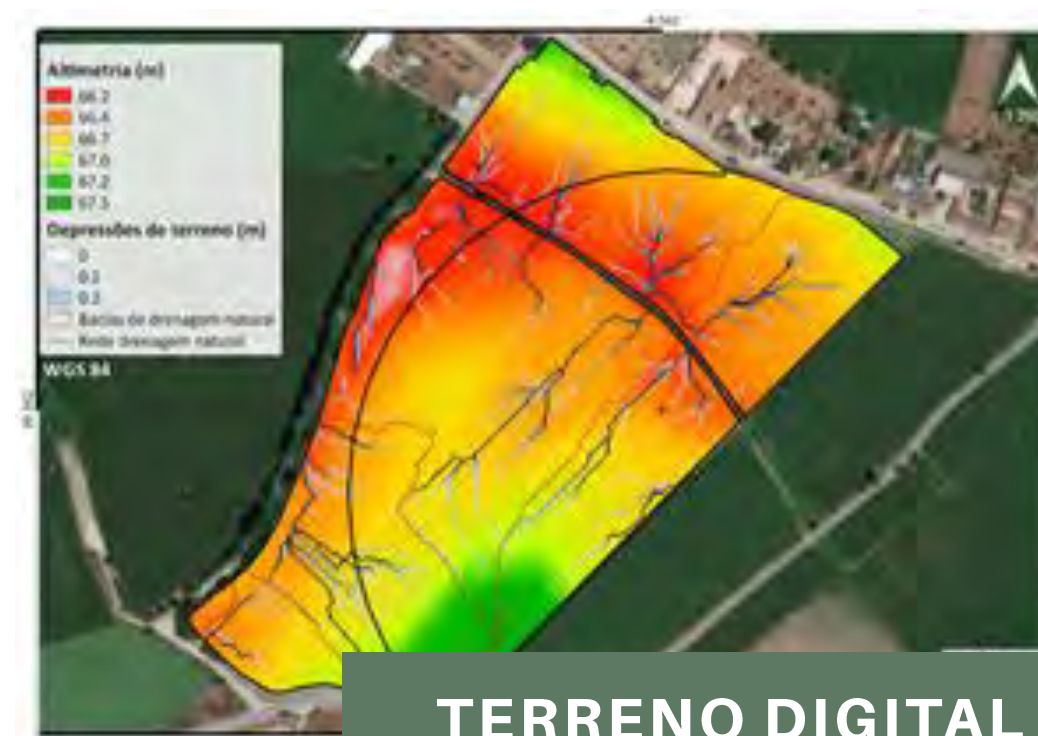 Altimetria (m)
66.2
66.4
66.7
67.0
67.2
67.5
Depressões do terreno (m)
0
0.1
0.2
Bacias de drenagem natural
Rede drenagem natural
WGS 84
TERRENO DIGITAL